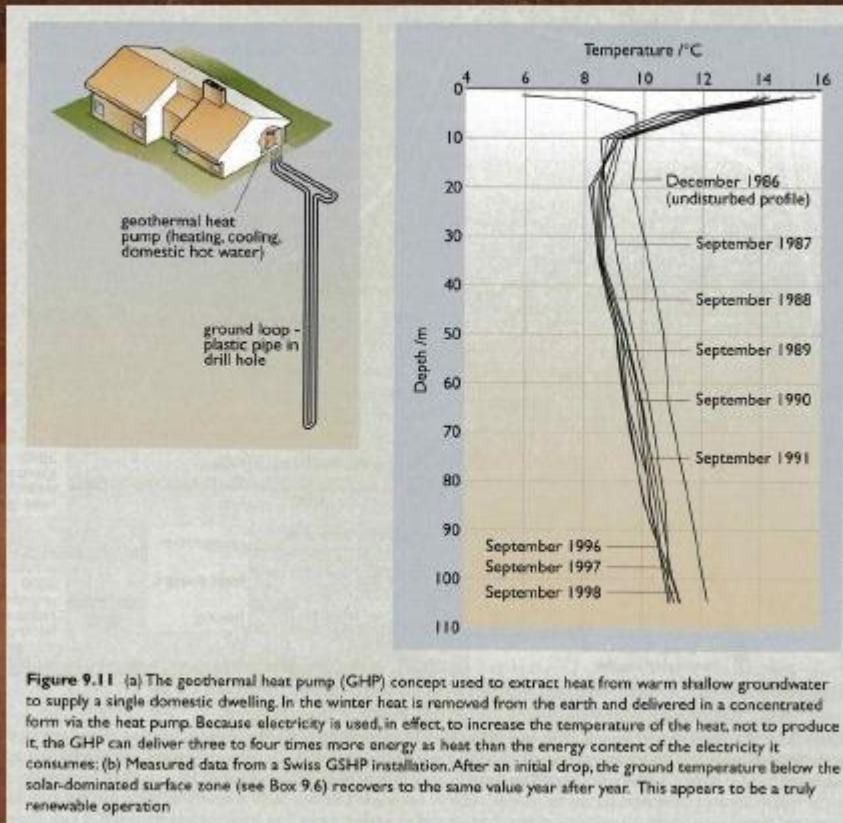 geothermal heat
pump (heating, cooling,
domestic hot water)
ground loop -
plastic pipe in
drill hole
Temperature /°C
4 6 8 10 12 14 16
Depth /m
0
10
20
30
40
50
60
70
80
90
100
110
December 1986
(undisturbed profile)
September 1987
September 1988
September 1989
September 1990
September 1991
September 1996
September 1997
September 1998
Figure 9.11 (a) The geothermal heat pump (GHP) concept used to extract heat from warm shallow groundwater
to supply a single domestic dwelling. In the winter heat is removed from the earth and delivered in a concentrated
form via the heat pump. Because electricity is used, in effect, to increase the temperature of the heat, not to produce
it, the GHP can deliver three to four times more energy as heat than the energy content of the electricity it
consumes: (b) Measured data from a Swiss GSHP installation. After an initial drop, the ground temperature below the
solar-dominated surface zone (see Box 9.6) recovers to the same value year after year. This appears to be a truly
renewable operation